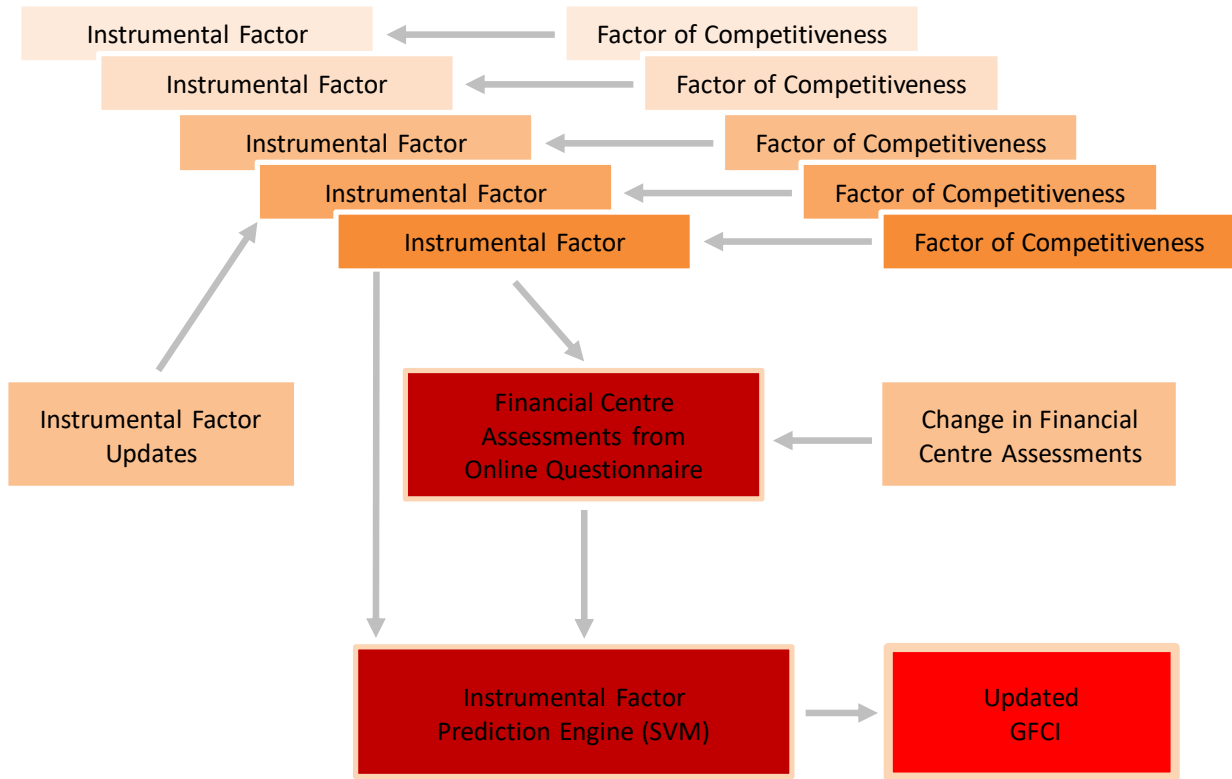 Instrumental Factor
Factor of Competitiveness
Instrumental Factor
Factor of Competitiveness
Instrumental Factor
Factor of Competitiveness
Instrumental Factor
Factor of Competitiveness
Instrumental Factor
Factor of Competitiveness
Instrumental Factor
Updates
Financial Centre
Assessments from
Online Questionnaire
Change in Financial
Centre Assessments
Instrumental Factor
Prediction Engine (SVM)
Updated
GFCI